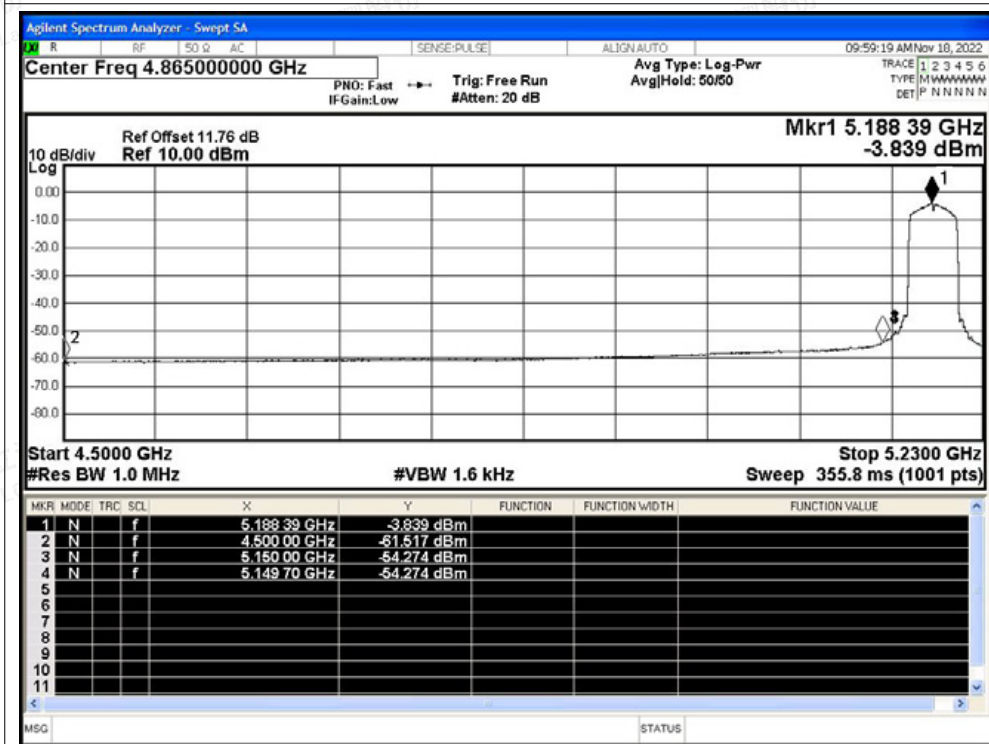 Agilent Spectrum Analyzer - Swept SA
LXI R RF 50 Ω AC SENSE:PULSE ALIGN AUTO 09:59:19 AM Nov 18, 2022
Center Freq 4.865000000 GHz
PNO: Fast
IFGain:Low
Trig: Free Run
#Atten: 20 dB
Avg Type: Log-Pwr
Avg|Hold: 50/50
TRACE 1 2 3 4 5 6
TYPE M W W W W W
DET P N N N N N
Ref Offset 11.76 dB
10 dB/div Ref 10.00 dBm
Log
Mkr1 5.188 39 GHz
-3.839 dBm
1
0.00
-10.0
-20.0
-30.0
-40.0
3
-50.0
2
-60.0
-70.0
-80.0
Start 4.5000 GHz Stop 5.2300 GHz
#Res BW 1.0 MHz #VBW 1.6 kHz Sweep 355.8 ms (1001 pts)
MKR MODE TRC SCL X Y FUNCTION FUNCTION WIDTH FUNCTION VALUE
1 N f 5.188 39 GHz -3.839 dBm
2 N f 4.500 00 GHz -61.517 dBm
3 N f 5.150 00 GHz -54.274 dBm
4 N f 5.149 70 GHz -54.274 dBm
5
6
7
8
9
10
11
MSG STATUS